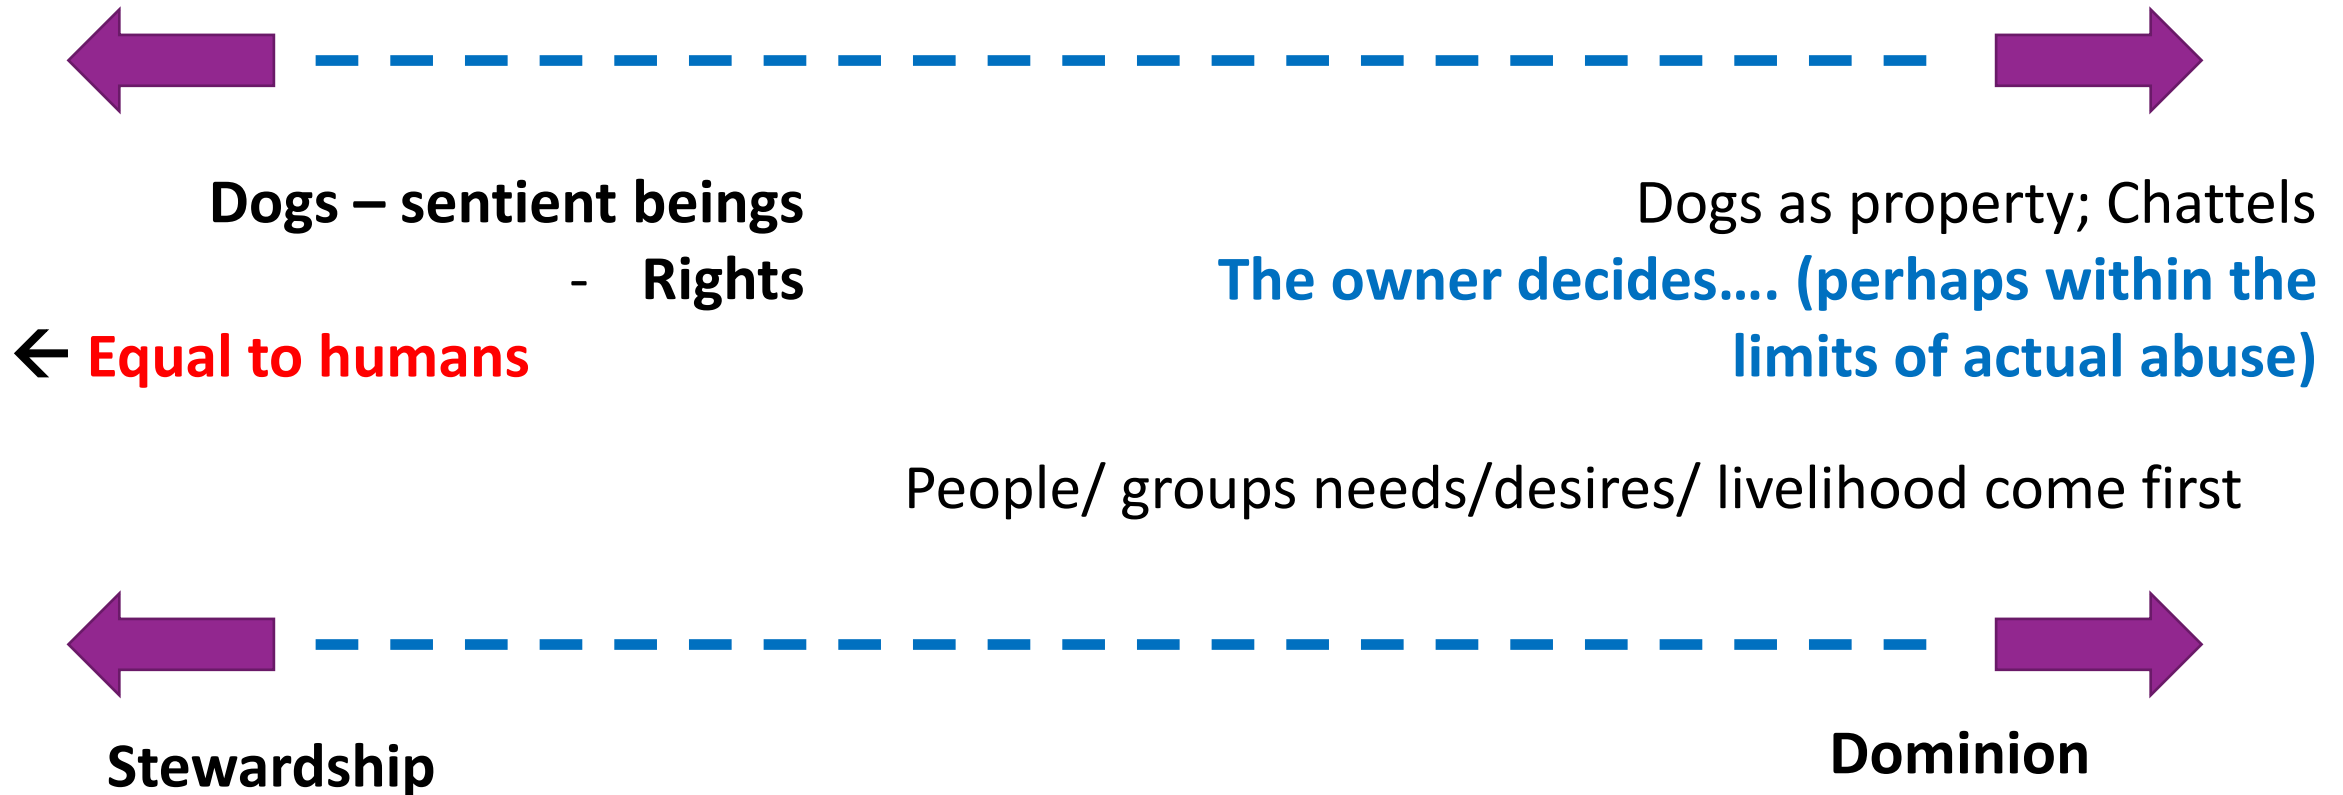 Dogs – sentient beings
- Rights
← Equal to humans
Dogs as property; Chattels
The owner decides…. (perhaps within the
limits of actual abuse)
People/ groups needs/desires/ livelihood come first
Stewardship
Dominion